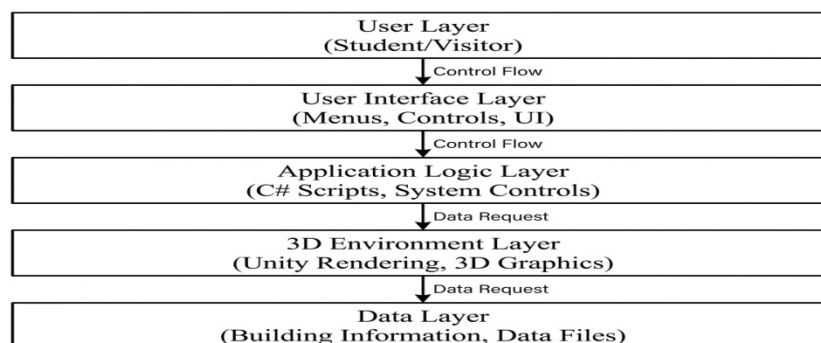 User Layer
(Student/Visitor)
Control Flow
User Interface Layer
(Menus, Controls, UI)
Control Flow
Application Logic Layer
(C# Scripts, System Controls)
Data Request
3D Environment Layer
(Unity Rendering, 3D Graphics)
Data Request
Data Layer
(Building Information, Data Files)